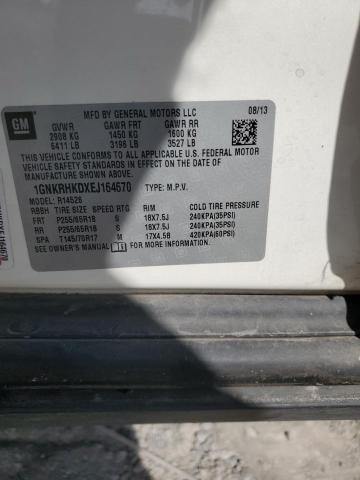 GM
MFD BY GENERAL MOTORS LLC 08/13
GVWR GAWR FRT GAWR RR
2908 KG 1450 KG 1600 KG
6411 LB 3196 LB 3527 LB
THIS VEHICLE CONFORMS TO ALL APPLICABLE U.S. FEDERAL MOTOR
VEHICLE SAFETY STANDARDS IN EFFECT ON THE DATE OF
MANUFACTURE SHOWN ABOVE.
1GNKRHKDXEJ164670 TYPE: M.P.V.
MODEL: R14526
RBBH TIRE SIZE SPEED RTG RIM COLD TIRE PRESSURE
FRT P255/65R18 S 18X7.5J 240KPA(35PSI)
RR P255/65R18 S 18X7.5J 240KPA(35PSI)
SPA T145/70R17 M 17X4.5B 420KPA(60PSI)
SEE OWNER'S MANUAL FOR